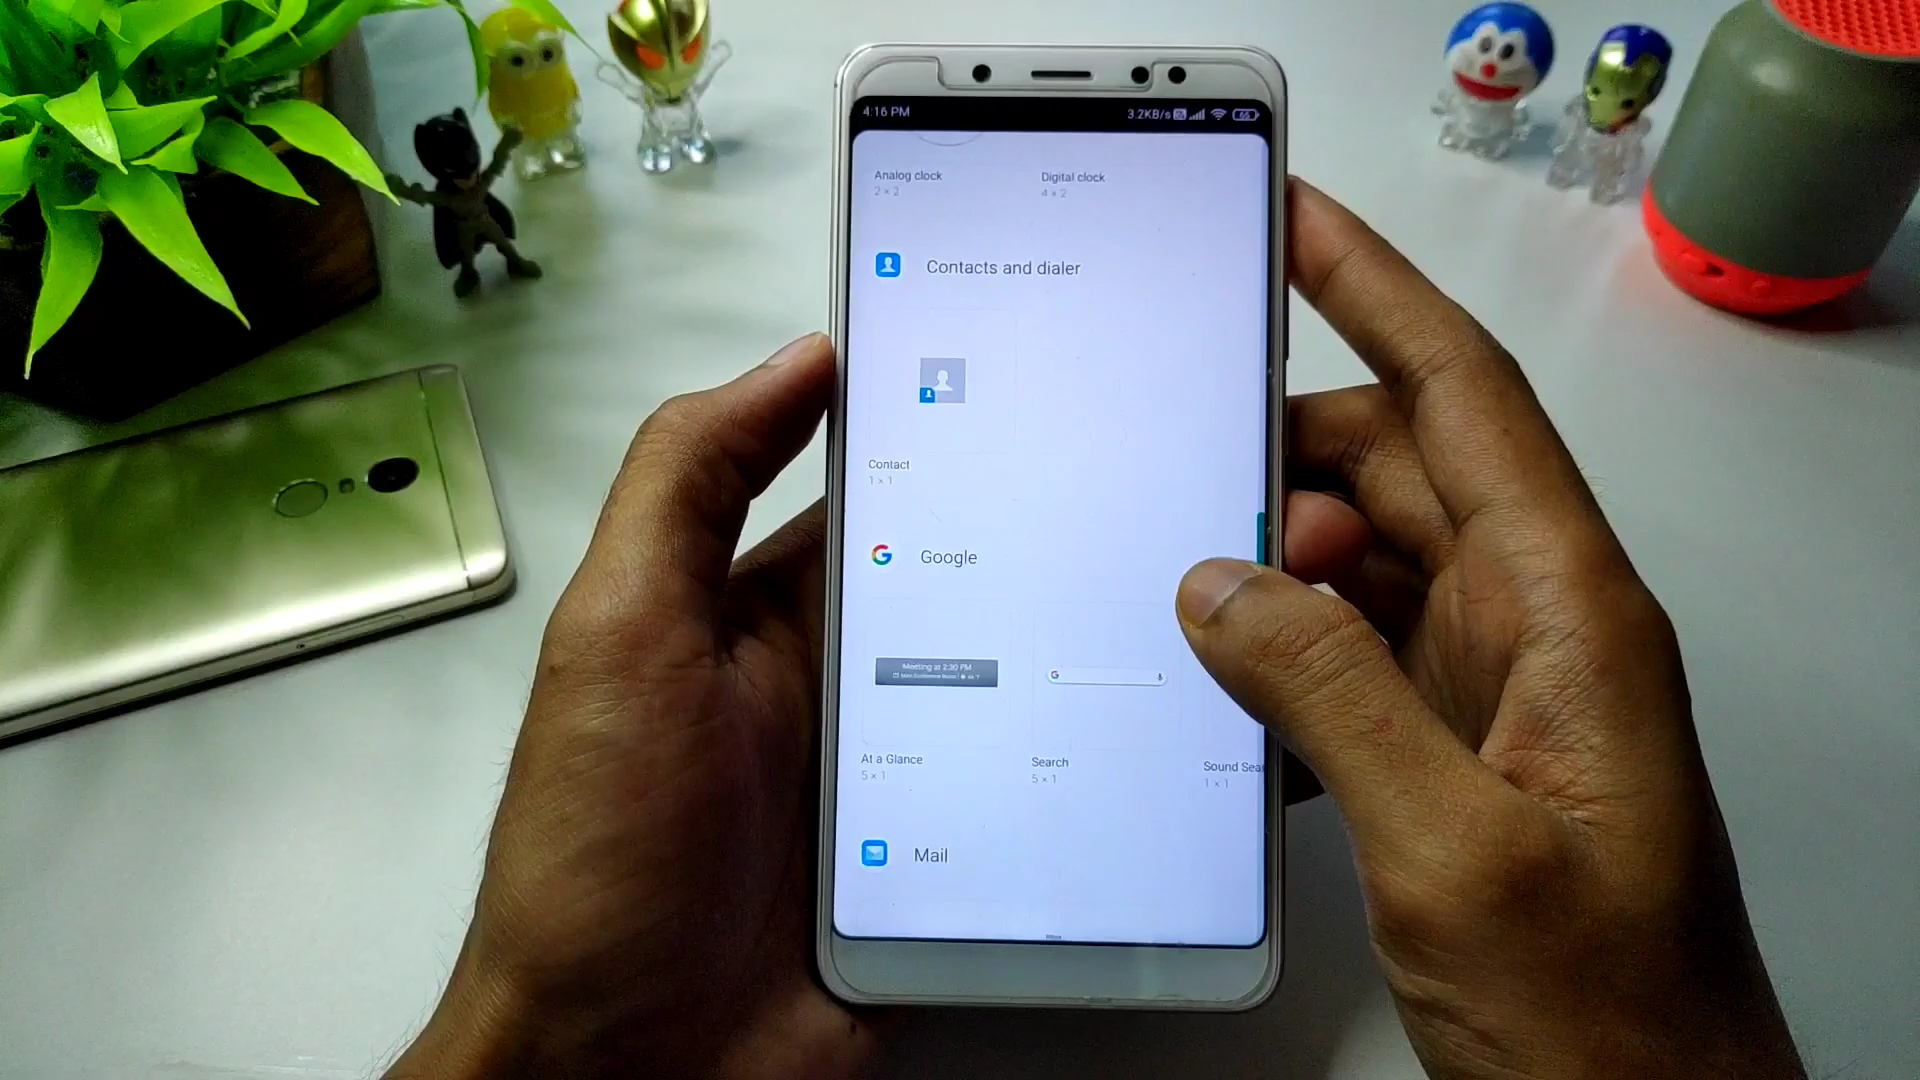 4:16 PM
3.2KB/s
Analog clock
2 × 2
Digital clock
4 × 2
Contacts and dialer
Contact
1 × 1
Google
Meeting at 2:30 PM
At a Glance
5 × 1
Search
5 × 1
Sound Sea
1 × 1
Mail